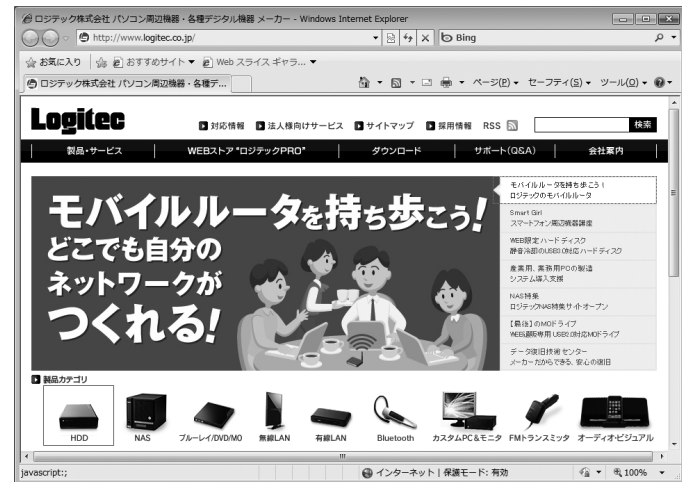 ロジテック株式会社 パソコン周辺機器・各種デジタル機器 メーカー - Windows Internet Explorer
http://www.logitec.co.jp/
Bing
お気に入り おすすめサイト ▼ Web スライス ギャラ... ▼
ロジテック株式会社 パソコン周辺機器・各種デ...
ページ(P) ▼ セーフティ(S) ▼ ツール(O) ▼
Logitec
対応情報 法人様向けサービス サイトマップ 採用情報 RSS 検索
製品・サービス WEBストア "ロジテックPRO" ダウンロード サポート(Q&A) 会社案内
モバイルルータを持ち歩こう!
どこでも自分の
ネットワークが
つくれる!
モバイルルータを持ち歩こう!
ロジテックのモバイルルータ
Smart Girl
スマートフォン周辺機器講座
WEB限定ハードディスク
静音冷却のUSB3.0対応ハードディスク
産業用、業務用PCの製造
システム導入支援
NAS特集
ロジテックNAS特集サイトオープン
【最後】のMOドライブ
WEB通販専用 USB2.0対応MOドライブ
データ復旧技術センター
メーカーだからできる、安心の復旧
製品カテゴリ
HDD NAS ブルーレイ/DVD/MO 無線LAN 有線LAN Bluetooth カスタムPC&モニタ FMトランスミッタ オーディオ・ビジュアル
javascript:; インターネット | 保護モード: 有効 100%